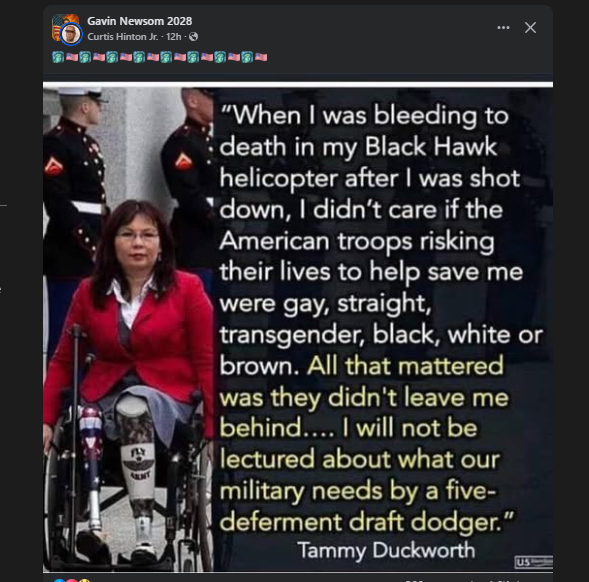 Gavin Newsom 2028
Curtis Hinton Jr. · 12h ·
“When I was bleeding to
death in my Black Hawk
helicopter after I was shot
down, I didn’t care if the
American troops risking
their lives to help save me
were gay, straight,
transgender, black, white or
brown. All that mattered
was they didn't leave me
behind.... I will not be
lectured about what our
military needs by a five-
deferment draft dodger.”
Tammy Duckworth
FLY
ARMY
US